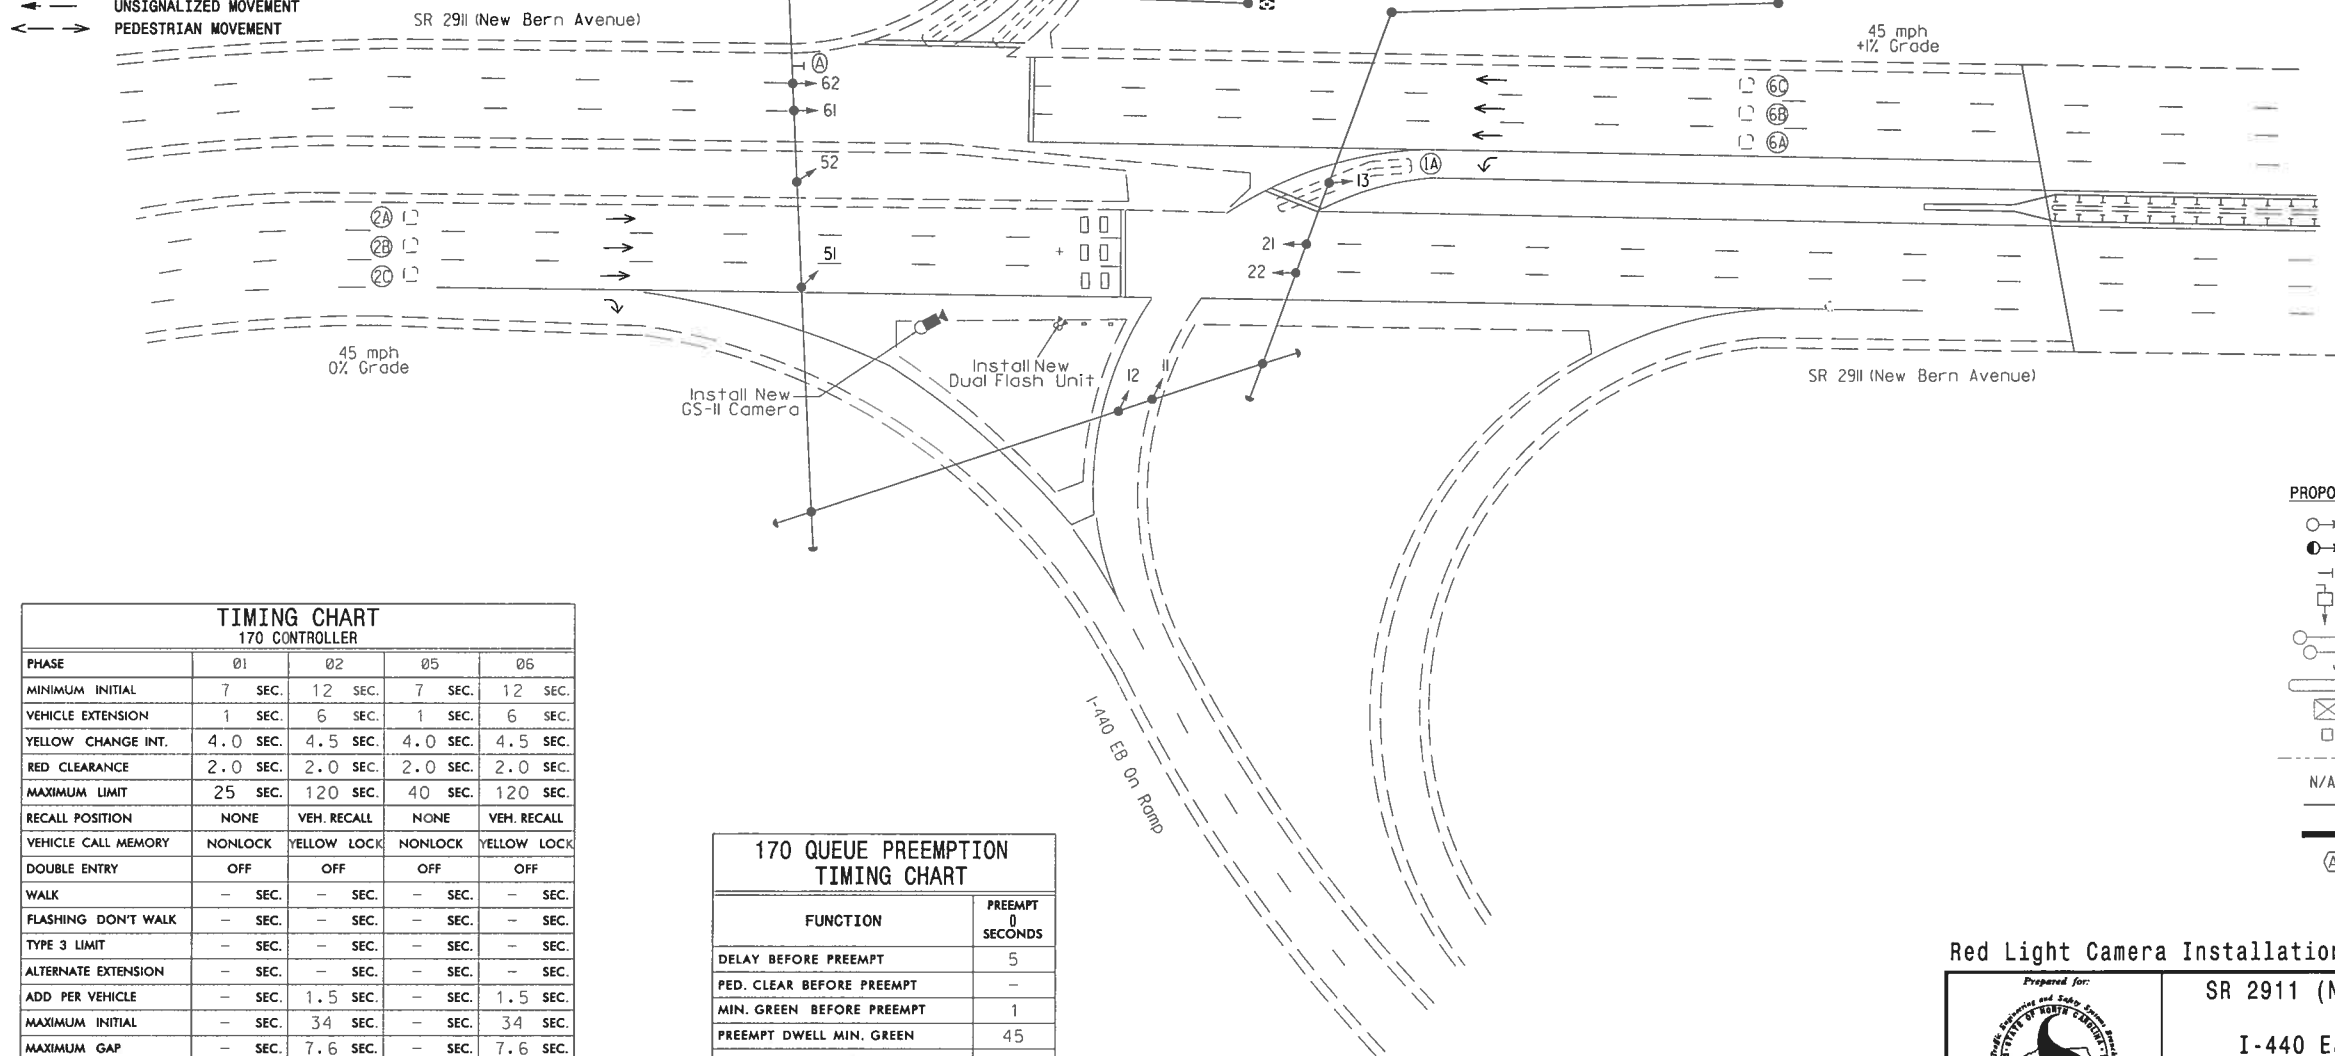 UNSIGNALIZED MOVEMENT
PEDESTRIAN MOVEMENT
SR 2911 (New Bern Avenue)
45 mph
+1% Grade
A
62
61
52
51
6C
6B
6A
1A
13
2A
2B
2C
21
22
45 mph
0% Grade
Install New
GS-II Camera
Install New
Dual Flash Unit
12
11
SR 2911 (New Bern Avenue)
I-440 EB On Ramp
TIMING CHART
170 CONTROLLER
PHASE 01 02 05 06
MINIMUM INITIAL 7 SEC. 12 SEC. 7 SEC. 12 SEC.
VEHICLE EXTENSION 1 SEC. 6 SEC. 1 SEC. 6 SEC.
YELLOW CHANGE INT. 4.0 SEC. 4.5 SEC. 4.0 SEC. 4.5 SEC.
RED CLEARANCE 2.0 SEC. 2.0 SEC. 2.0 SEC. 2.0 SEC.
MAXIMUM LIMIT 25 SEC. 120 SEC. 40 SEC. 120 SEC.
RECALL POSITION NONE VEH. RECALL NONE VEH. RECALL
VEHICLE CALL MEMORY NONLOCK YELLOW LOCK NONLOCK YELLOW LOCK
DOUBLE ENTRY OFF OFF OFF OFF
WALK - SEC. - SEC. - SEC. - SEC.
FLASHING DON'T WALK - SEC. - SEC. - SEC. - SEC.
TYPE 3 LIMIT - SEC. - SEC. - SEC. - SEC.
ALTERNATE EXTENSION - SEC. - SEC. - SEC. - SEC.
ADD PER VEHICLE - SEC. 1.5 SEC. - SEC. 1.5 SEC.
MAXIMUM INITIAL - SEC. 34 SEC. - SEC. 34 SEC.
MAXIMUM GAP - SEC. 7.6 SEC. - SEC. 7.6 SEC.
170 QUEUE PREEMPTION
TIMING CHART
FUNCTION PREEMPT 0 SECONDS
DELAY BEFORE PREEMPT 5
PED. CLEAR BEFORE PREEMPT -
MIN. GREEN BEFORE PREEMPT 1
PREEMPT DWELL MIN. GREEN 45
PROPO
N/A
A
Red Light Camera Installation
Prepared for:
Traffic Engineering and Safety Systems Branch
STATE OF NORTH CAROLINA
SR 2911 (N
I-440 E